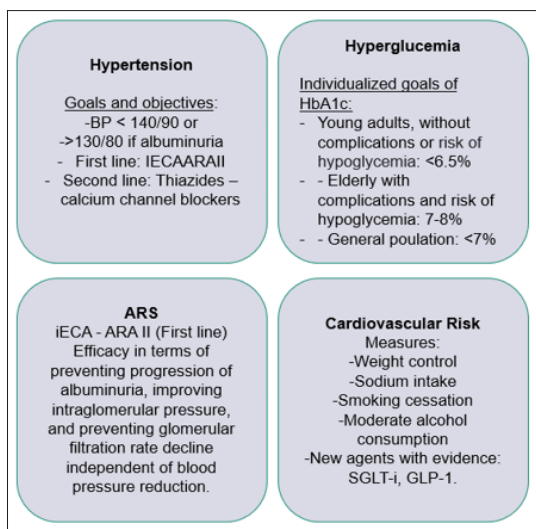 Hypertension
Goals and objectives:
-BP < 140/90 or
->130/80 if albuminuria
- First line: IECAARAII
- Second line: Thiazides –
calcium channel blockers
Hyperglucemia
Individualized goals of
HbA1c:
- Young adults, without
complications or risk of
hypoglycemia: <6.5%
- - Elderly with
complications and risk of
hypoglycemia: 7-8%
- - General poulation: <7%
ARS
iECA - ARA II (First line)
Efficacy in terms of
preventing progression of
albuminuria, improving
intraglomerular pressure,
and preventing glomerular
filtration rate decline
independent of blood
pressure reduction.
Cardiovascular Risk
Measures:
-Weight control
-Sodium intake
-Smoking cessation
-Moderate alcohol
consumption
-New agents with evidence:
SGLT-i, GLP-1.